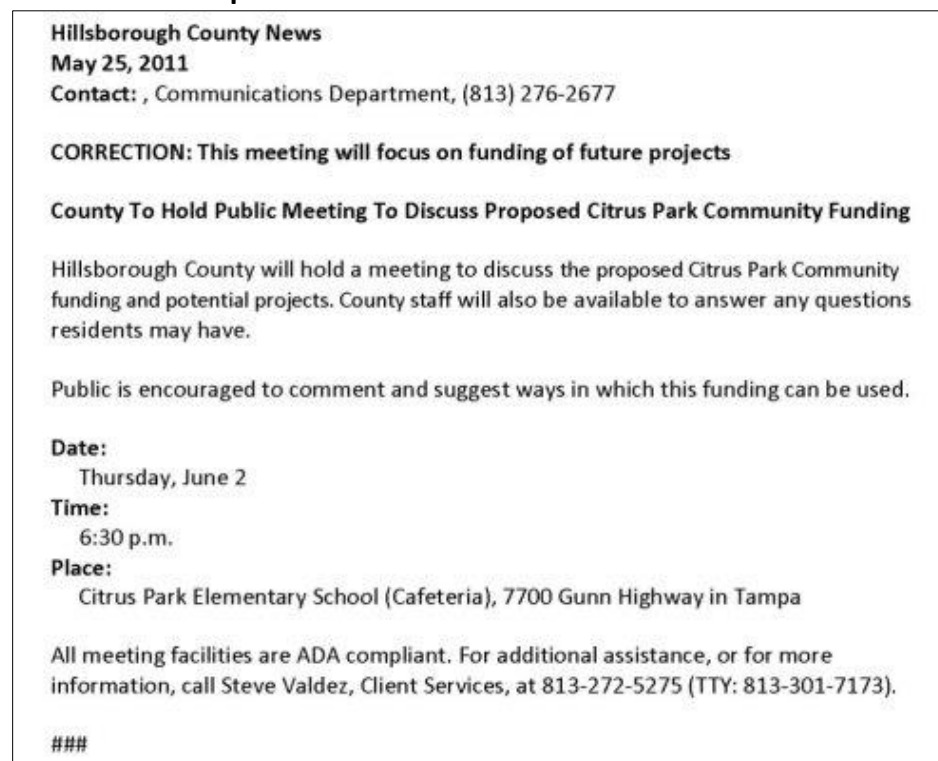 Hillsborough County News
May 25, 2011
Contact: , Communications Department, (813) 276-2677
CORRECTION: This meeting will focus on funding of future projects
County To Hold Public Meeting To Discuss Proposed Citrus Park Community Funding
Hillsborough County will hold a meeting to discuss the proposed Citrus Park Community
funding and potential projects. County staff will also be available to answer any questions
residents may have.
Public is encouraged to comment and suggest ways in which this funding can be used.
Date:
Thursday, June 2
Time:
6:30 p.m.
Place:
Citrus Park Elementary School (Cafeteria), 7700 Gunn Highway in Tampa
All meeting facilities are ADA compliant. For additional assistance, or for more
information, call Steve Valdez, Client Services, at 813-272-5275 (TTY: 813-301-7173).
###